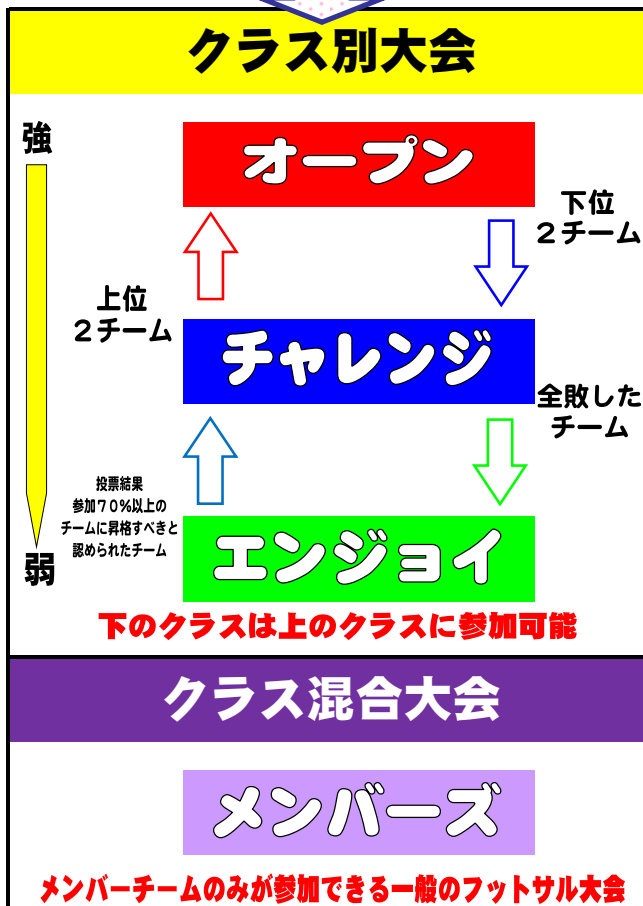 クラス別大会
強
オープン
下位
２チーム
上位
２チーム
チャレンジ
全敗した
チーム
投票結果
参加７０％以上の
チームに昇格すべきと
認められたチーム
エンジョイ
弱
下のクラスは上のクラスに参加可能
クラス混合大会
メンバーズ
メンバーチームのみが参加できる一般のフットサル大会